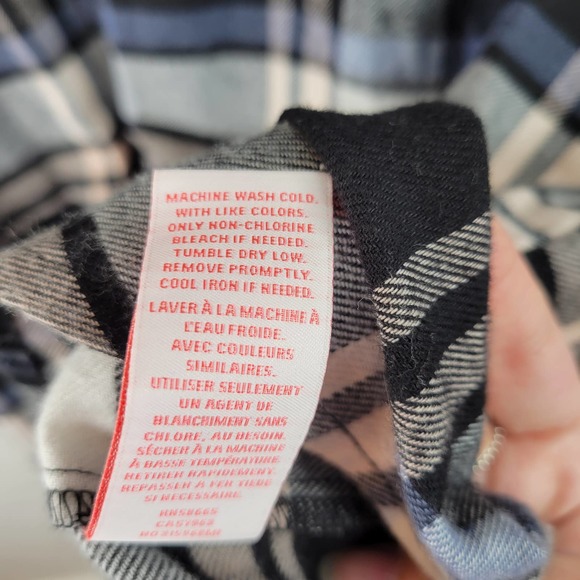 MACHINE WASH COLD.
WITH LIKE COLORS.
ONLY NON-CHLORINE
BLEACH IF NEEDED.
TUMBLE DRY LOW.
REMOVE PROMPTLY.
COOL IRON IF NEEDED.
LAVER À LA MACHINE À
L'EAU FROIDE.
AVEC COULEURS
SIMILAIRES.
UTILISER SEULEMENT
UN AGENT DE
BLANCHIMENT SANS
CHLORE, AU BESOIN.
SÉCHER À LA MACHINE
À BASSE TEMPÉRATURE
RETIRER RAPIDEMENT.
REPASSER A FER TIÈDE
SI NECESSAIRE